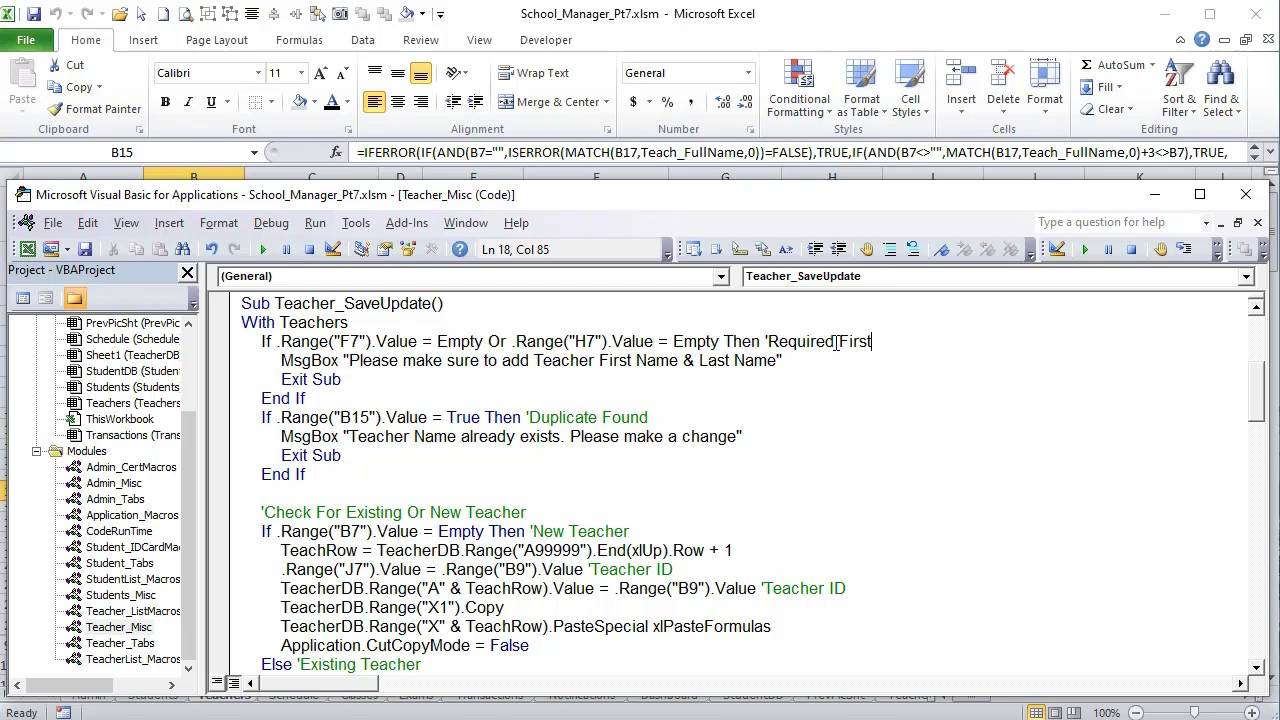 School_Manager_Pt7.xlsm - Microsoft Excel
File Home Insert Page Layout Formulas Data Review View Developer
Paste
Cut
Copy
Format Painter
Clipboard
Calibri 11
B I U
Font
Wrap Text
Merge & Center
Alignment
General
$ % ,
Number
Conditional Formatting
Format as Table
Cell Styles
Styles
Insert
Delete
Format
Cells
AutoSum
Fill
Clear
Sort & Filter
Find & Select
Editing
B15 fx =IFERROR(IF(AND(B7="",ISERROR(MATCH(B17,Teach_FullName,0))=FALSE),TRUE,IF(AND(B7<>"",MATCH(B17,Teach_FullName,0)+3<>B7),TRUE,
Microsoft Visual Basic for Applications - School_Manager_Pt7.xlsm - [Teacher_Misc (Code)]
File Edit View Insert Format Debug Run Tools Add-Ins Window Help
Type a question for help
Ln 18, Col 85
Project - VBAProject
PrevPicSht (PrevPic
Schedule (Schedule
Sheet1 (TeacherDB
StudentDB (Student
Students (Students
Teachers (Teachers
ThisWorkbook
Transactions (Trans
Modules
Admin_CertMacros
Admin_Misc
Admin_Tabs
Application_Macros
CodeRunTime
Student_IDCardMa
Student_Tabs
StudentList_Macros
Students_Misc
Teacher_ListMacros
Teacher_Misc
Teacher_Tabs
TeacherList_Macros
(General)
Teacher_SaveUpdate
Sub Teacher_SaveUpdate()
With Teachers
If .Range("F7").Value = Empty Or .Range("H7").Value = Empty Then 'Required First
MsgBox "Please make sure to add Teacher First Name & Last Name"
Exit Sub
End If
If .Range("B15").Value = True Then 'Duplicate Found
MsgBox "Teacher Name already exists. Please make a change"
Exit Sub
End If
'Check For Existing Or New Teacher
If .Range("B7").Value = Empty Then 'New Teacher
TeachRow = TeacherDB.Range("A99999").End(xlUp).Row + 1
.Range("J7").Value = .Range("B9").Value 'Teacher ID
TeacherDB.Range("A" & TeachRow).Value = .Range("B9").Value 'Teacher ID
TeacherDB.Range("X1").Copy
TeacherDB.Range("X" & TeachRow).PasteSpecial xlPasteFormulas
Application.CutCopyMode = False
Else 'Existing Teacher
Ready
100%